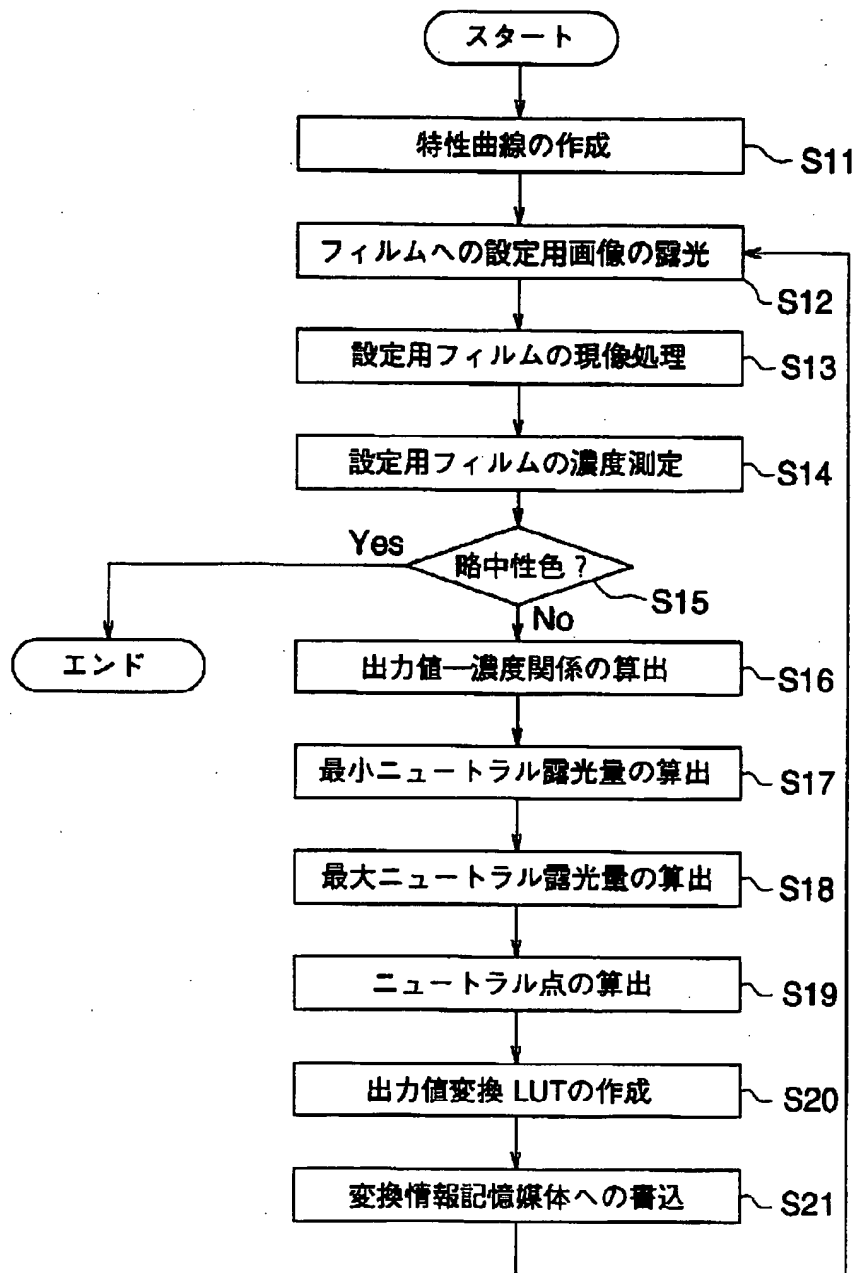 スタート
特性曲線の作成
S11
フィルムへの設定用画像の露光
S12
設定用フィルムの現像処理
S13
設定用フィルムの濃度測定
S14
Yes
略中性色？
S15
No
エンド
出力値―濃度関係の算出
S16
最小ニュートラル露光量の算出
S17
最大ニュートラル露光量の算出
S18
ニュートラル点の算出
S19
出力値変換 LUTの作成
S20
変換情報記憶媒体への書込
S21